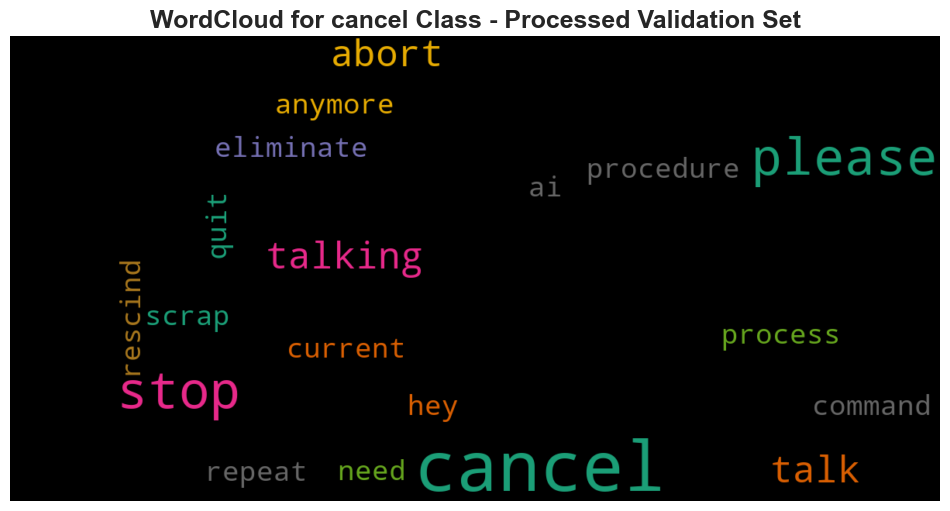 WordCloud for cancel Class - Processed Validation Set
abort
anymore
eliminate
please
procedure
ai
quit
talking
rescind
scrap
process
current
stop
hey
command
cancel
talk
repeat
need